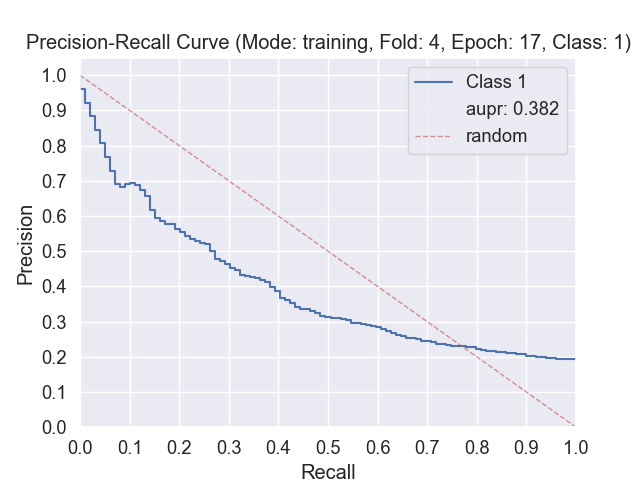 Precision-Recall Curve (Mode: training, Fold: 4, Epoch: 17, Class: 1)
1.0
0.9
0.8
0.7
0.6
0.5
0.4
0.3
0.2
0.1
0.0
Precision
Class 1
aupr: 0.382
random
0.0 0.1 0.2 0.3 0.4 0.5 0.6 0.7 0.8 0.9 1.0
Recall